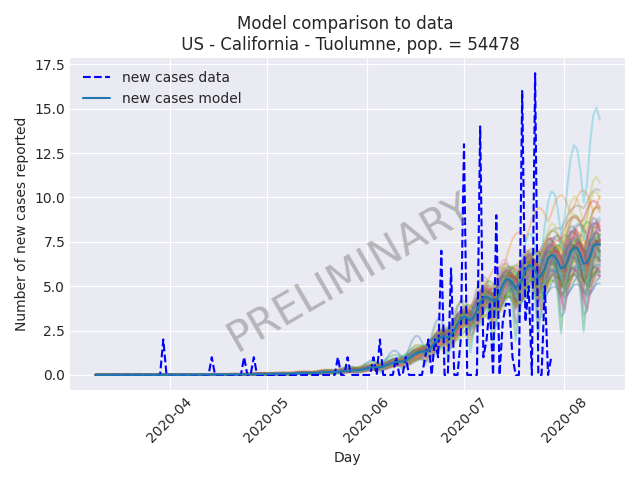 Model comparison to data
US - California - Tuolumne, pop. = 54478
new cases data
new cases model
PRELIMINARY
Number of new cases reported
17.5
15.0
12.5
10.0
7.5
5.0
2.5
0.0
2020-04
2020-05
2020-06
2020-07
2020-08
Day